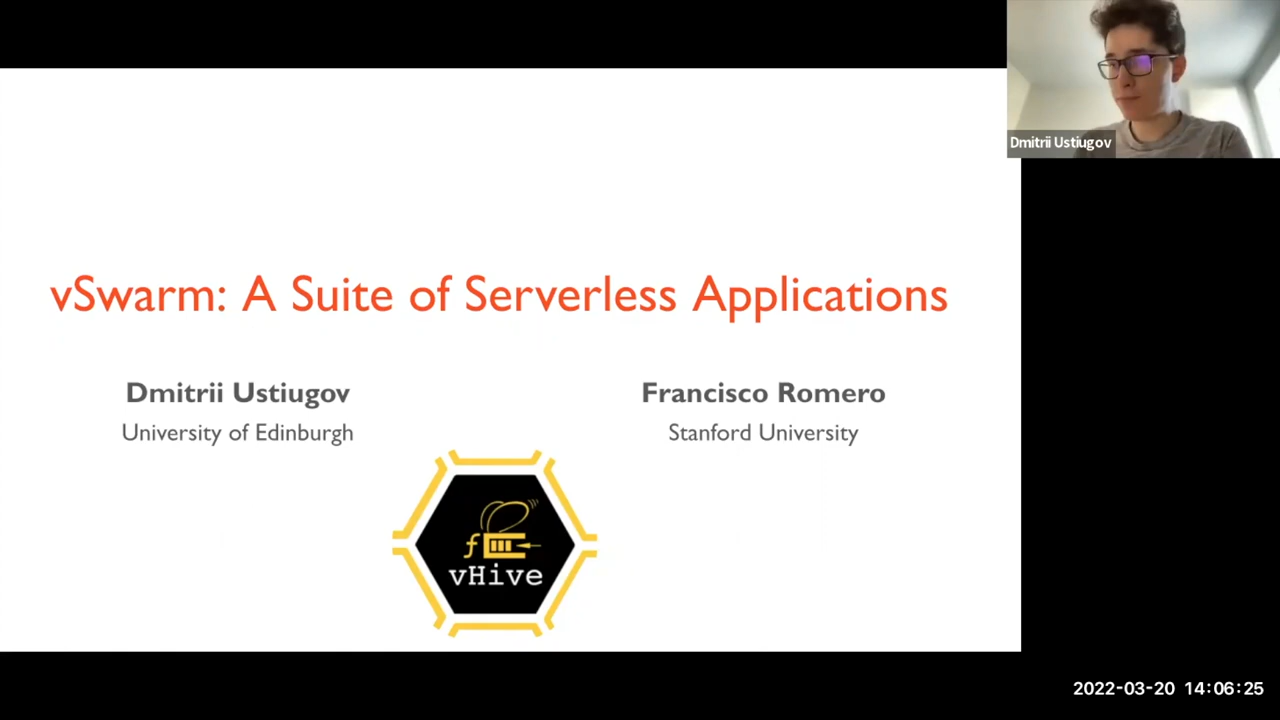 Dmitrii Ustiugov
vSwarm: A Suite of Serverless Applications
Dmitrii Ustiugov
Francisco Romero
University of Edinburgh
Stanford University
f
vHive
2022-03-20 14:06:25